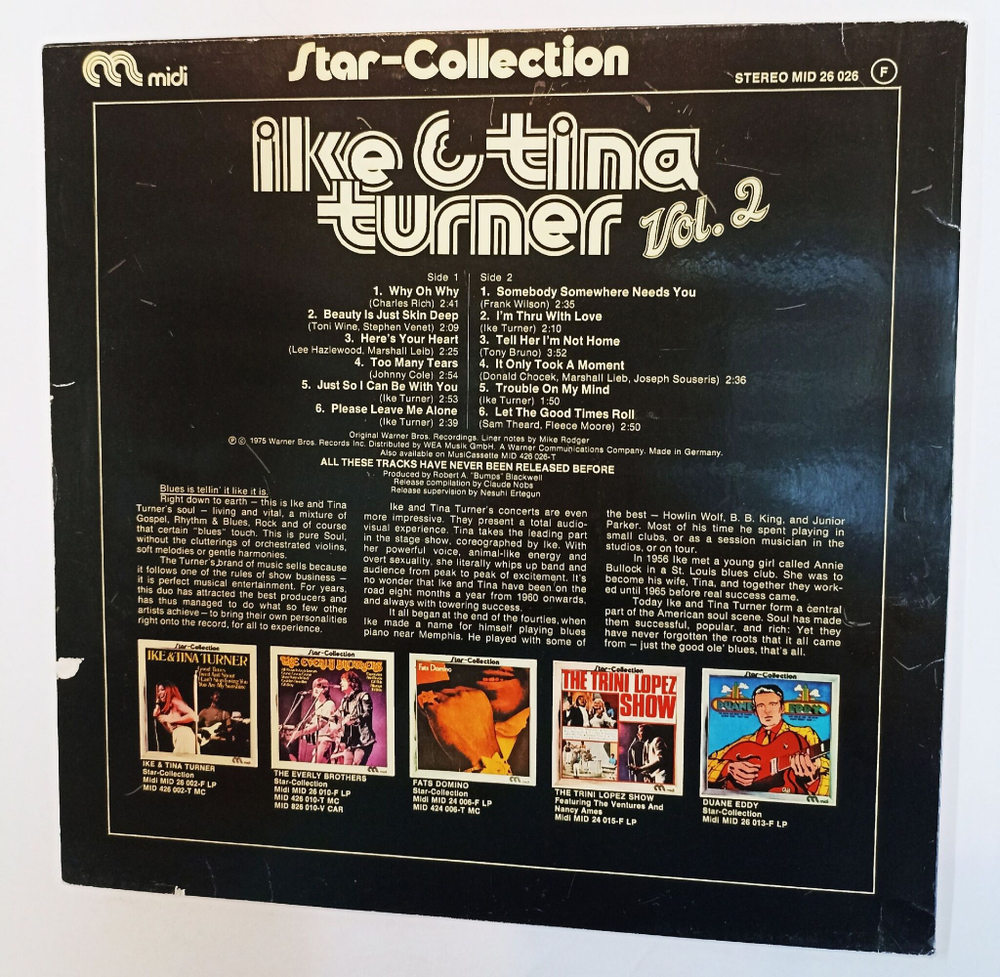 midi
Star-Collection
STEREO MID 26 026 F
ike & tina
turner Vol. 2
Side 1
1. Why Oh Why
(Charles Rich) 2:41
2. Beauty Is Just Skin Deep
(Toni Wine, Stephen Venet) 2:09
3. Here's Your Heart
(Lee Hazlewood, Marshall Leib) 2:25
4. Too Many Tears
(Johnny Cole) 2:54
5. Just So I Can Be With You
(Ike Turner) 2:53
6. Please Leave Me Alone
(Ike Turner) 2:39
Side 2
1. Somebody Somewhere Needs You
(Frank Wilson) 2:35
2. I'm Thru With Love
(Ike Turner) 2:10
3. Tell Her I'm Not Home
(Tony Bruno) 3:52
4. It Only Took A Moment
(Donald Chocek, Marshall Lieb, Joseph Souseris) 2:36
5. Trouble On My Mind
(Ike Turner) 1:50
6. Let The Good Times Roll
(Sam Theard, Fleece Moore) 2:50
Original Warner Bros. Recordings. Liner notes by Mike Rodger
℗ © 1975 Warner Bros. Records Inc. Distributed by WEA Musik GmbH. A Warner Communications Company. Made in Germany.
Also available on MusiCassette MID 426 026-T
ALL THESE TRACKS HAVE NEVER BEEN RELEASED BEFORE
Produced by Robert A. "Bumps" Blackwell
Release compilation by Claude Nobs
Release supervision by Nesuhi Ertegun
Blues is tellin' it like it is.
Right down to earth – this is Ike and Tina
Turner's soul – living and vital, a mixture of
Gospel, Rhythm & Blues, Rock and of course
that certain "blues" touch. This is pure Soul,
without the clutterings of orchestrated violins,
soft melodies or gentle harmonies.
The Turner's brand of music sells because
it follows one of the rules of show business –
it is perfect musical entertainment. For years,
this duo has attracted the best producers and
has thus managed to do what so few other
artists achieve – to bring their own personalities
right onto the record, for all to experience.
Ike and Tina Turner's concerts are even
more impressive. They present a total audio-
visual experience. Tina takes the leading part
in the stage show, coreographed by Ike. With
her powerful voice, animal-like energy and
overt sexuality, she literally whips up band and
audience from peak to peak of excitement. It's
no wonder that Ike and Tina have been on the
road eight months a year from 1960 onwards,
and always with towering success.
It all began at the end of the fourties, when
Ike made a name for himself playing blues
piano near Memphis. He played with some of
the best – Howlin Wolf, B. B. King, and Junior
Parker. Most of his time he spent playing in
small clubs, or as a session musician in the
studios, or on tour.
In 1956 Ike met a young girl called Annie
Bullock in a St. Louis blues club. She was to
become his wife, Tina, and together they work-
ed until 1965 before real success came.
Today Ike and Tina Turner form a central
part of the American soul scene. Soul has made
them successful, popular, and rich: Yet they
have never forgotten the roots that it all came
from – just the good ole' blues, that's all.
Star-Collection
IKE & TINA TURNER
IKE & TINA TURNER
Star-Collection
Midi MID 26 002-F LP
MID 426 002-T MC
Star-Collection
THE EVERLY BROTHERS
THE EVERLY BROTHERS
Star-Collection
Midi MID 26 010-F LP
MID 426 010-T MC
MID 826 010-V CAR
Star-Collection
Fats Domino
FATS DOMINO
Star-Collection
Midi MID 24 006-F LP
MID 424 006-T MC
Star-Collection
THE TRINI LOPEZ
SHOW
THE TRINI LOPEZ SHOW
Featuring The Ventures And
Nancy Ames
Midi MID 24 015-F LP
Star-Collection
DUANE EDDY
DUANE EDDY
Star-Collection
Midi MID 26 013-F LP